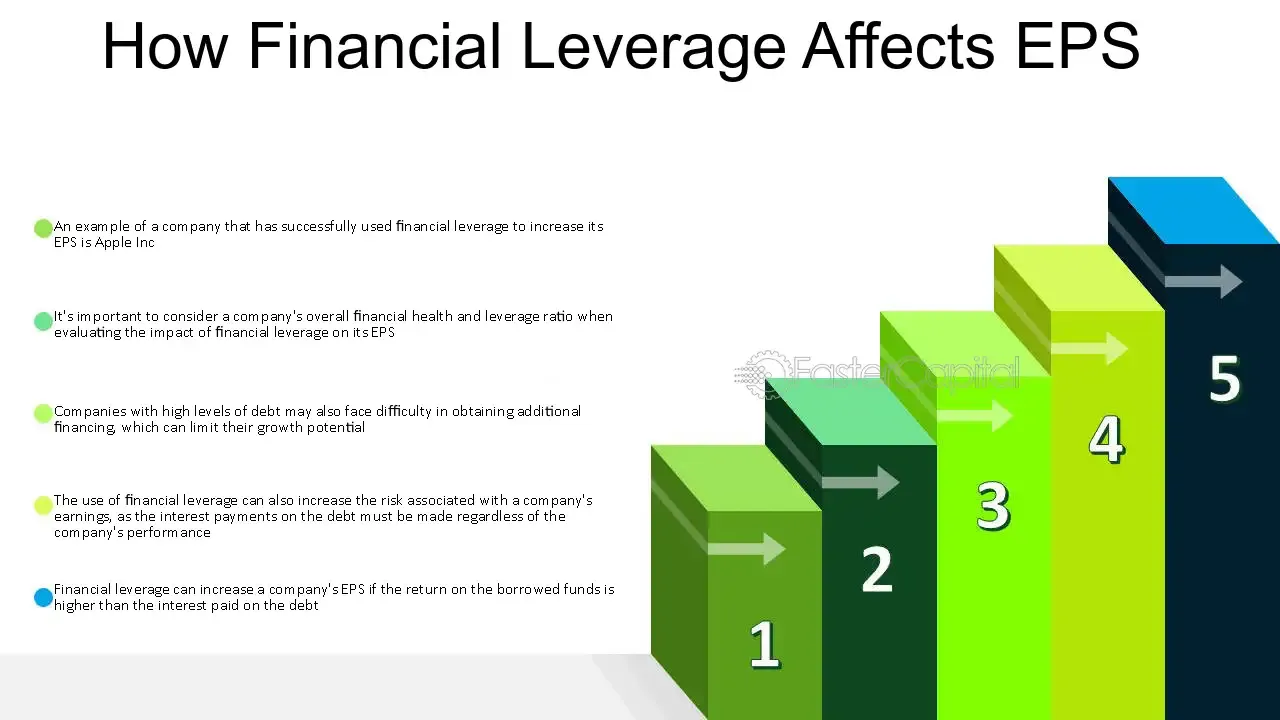 How Financial Leverage Affects EPS
An example of a company that has successfully used financial leverage to increase its
EPS is Apple Inc
It's important to consider a company's overall financial health and leverage ratio when
evaluating the impact of financial leverage on its EPS
Companies with high levels of debt may also face difficulty in obtaining additional
financing, which can limit their growth potential
The use of financial leverage can also increase the risk associated with a company's
earnings, as the interest payments on the debt must be made regardless of the
company's performance
Financial leverage can increase a company's EPS if the return on the borrowed funds is
higher than the interest paid on the debt
FasterCapital
1
2
3
4
5